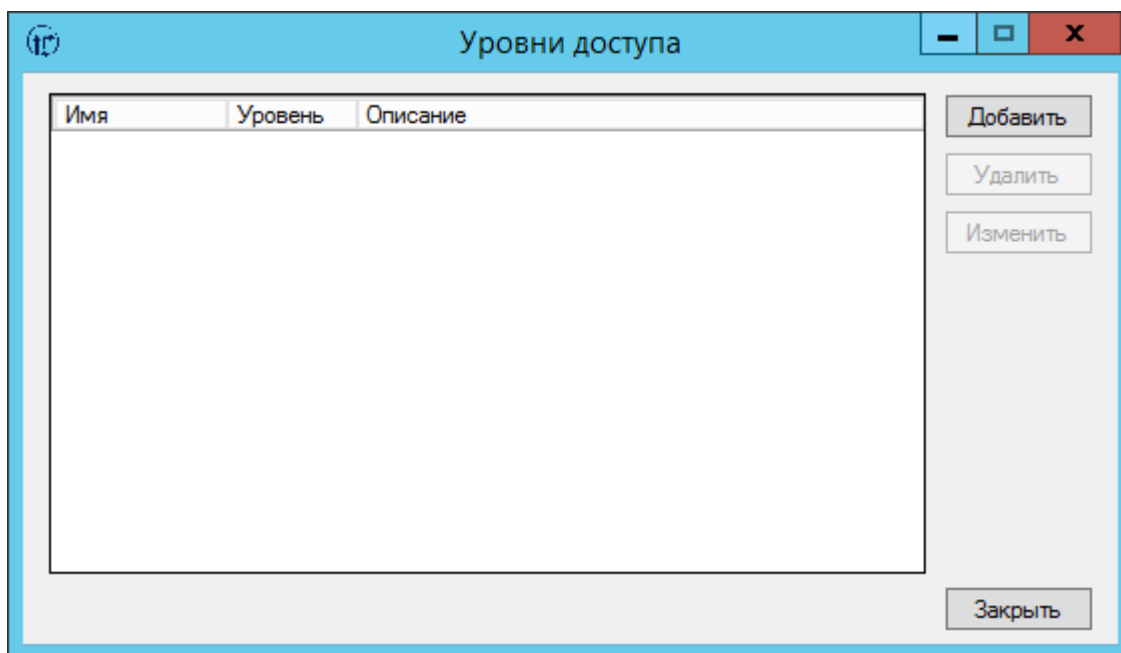 Уровни доступа
Имя Уровень Описание
Добавить
Удалить
Изменить
Закрыть